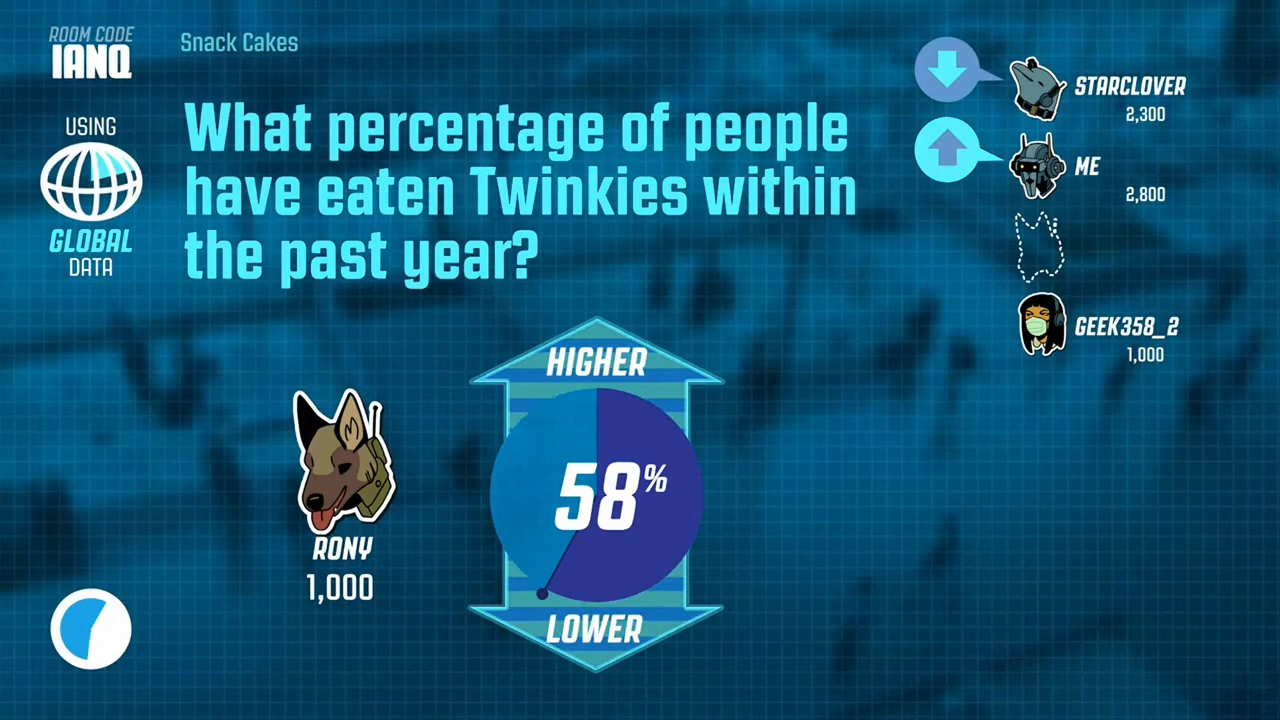 ROOM CODE
IANQ
Snack Cakes
USING
GLOBAL
DATA
What percentage of people
have eaten Twinkies within
the past year?
STARCLOVER
2,300
ME
2,800
GEEK358_2
1,000
HIGHER
58%
LOWER
RONY
1,000